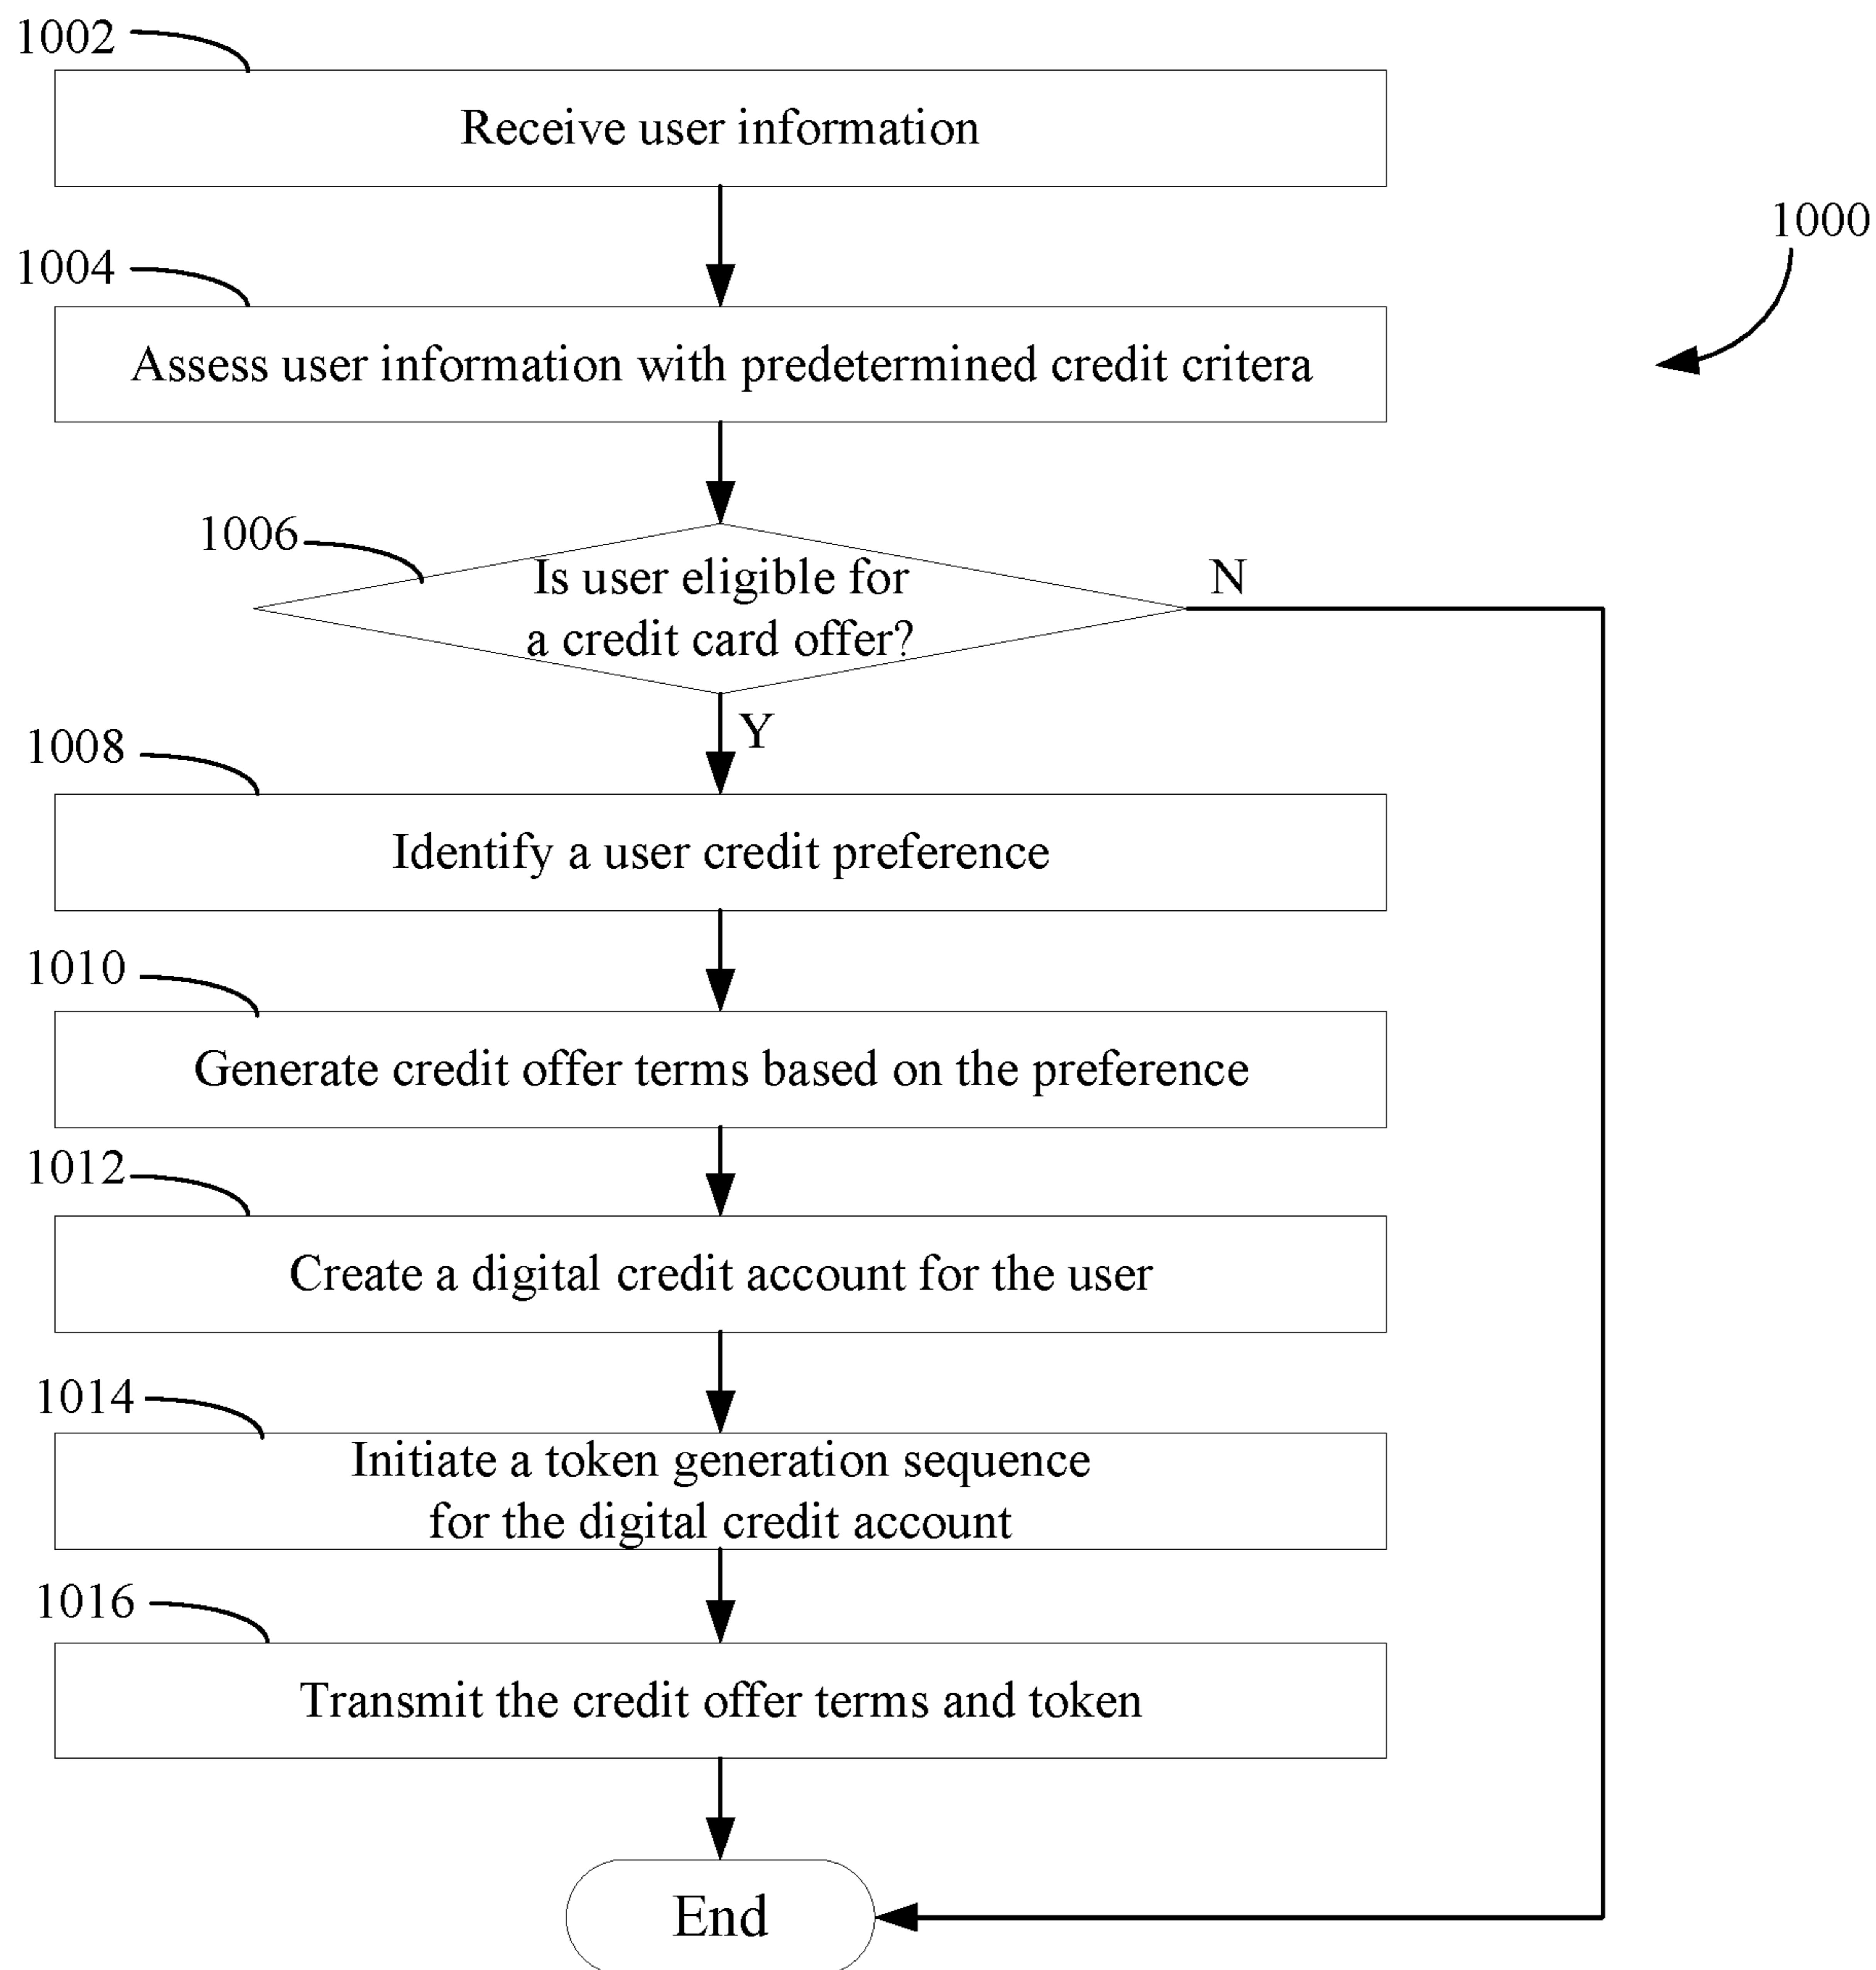 1002
Receive user information
1000
1004
Assess user information with predetermined credit critera
1006
Is user eligible for
a credit card offer?
N
Y
1008
Identify a user credit preference
1010
Generate credit offer terms based on the preference
1012
Create a digital credit account for the user
1014
Initiate a token generation sequence
for the digital credit account
1016
Transmit the credit offer terms and token
End